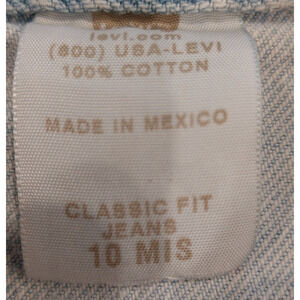 levi.com
(800) USA-LEVI
100% COTTON
MADE IN MEXICO
CLASSIC FIT
JEANS
10 MIS